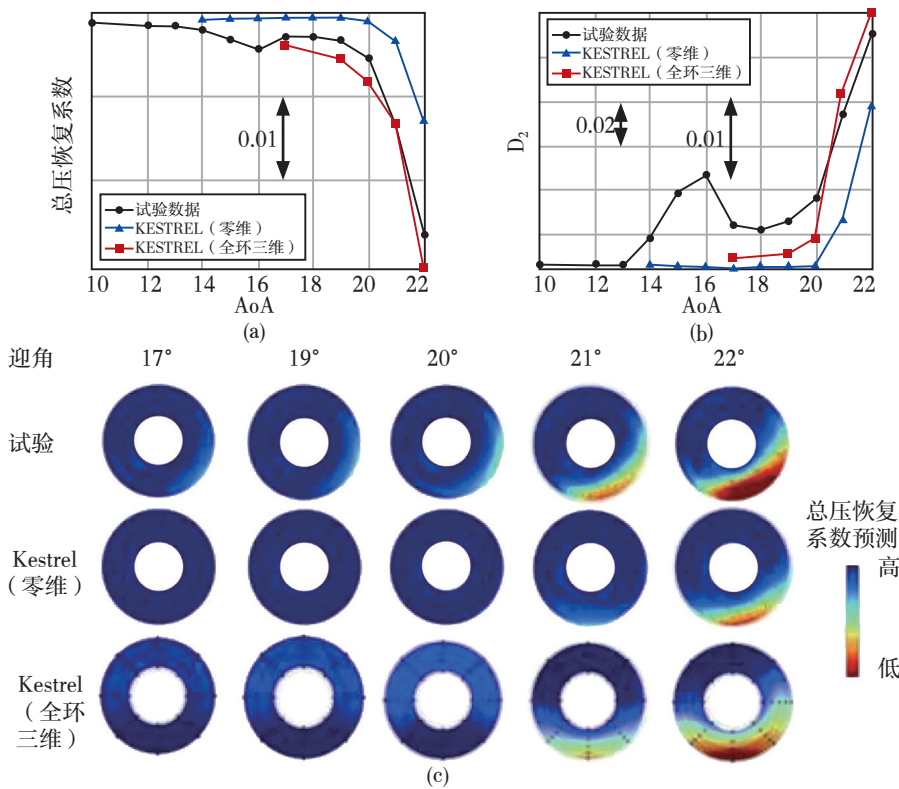 总压恢复系数
0.01
试验数据
KESTREL（零维）
KESTREL（全环三维）
10 12 14 16 18 20 22
AoA
(a)
D2
试验数据
KESTREL（零维）
KESTREL（全环三维）
0.02
0.01
10 12 14 16 18 20 22
AoA
(b)
迎角 17° 19° 20° 21° 22°
试验
Kestrel
（零维）
Kestrel
（全环
三维）
总压恢复
系数预测
高
低
(c)